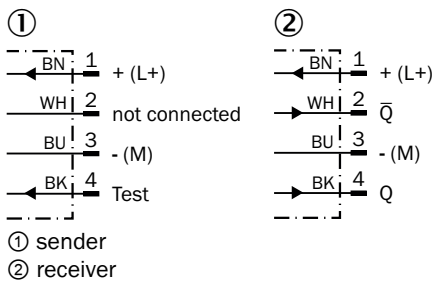 ① ②
BN 1 + (L+) BN 1 + (L+)
WH 2 not connected WH 2 Q̅
BU 3 - (M) BU 3 - (M)
BK 4 Test BK 4 Q
① sender
② receiver